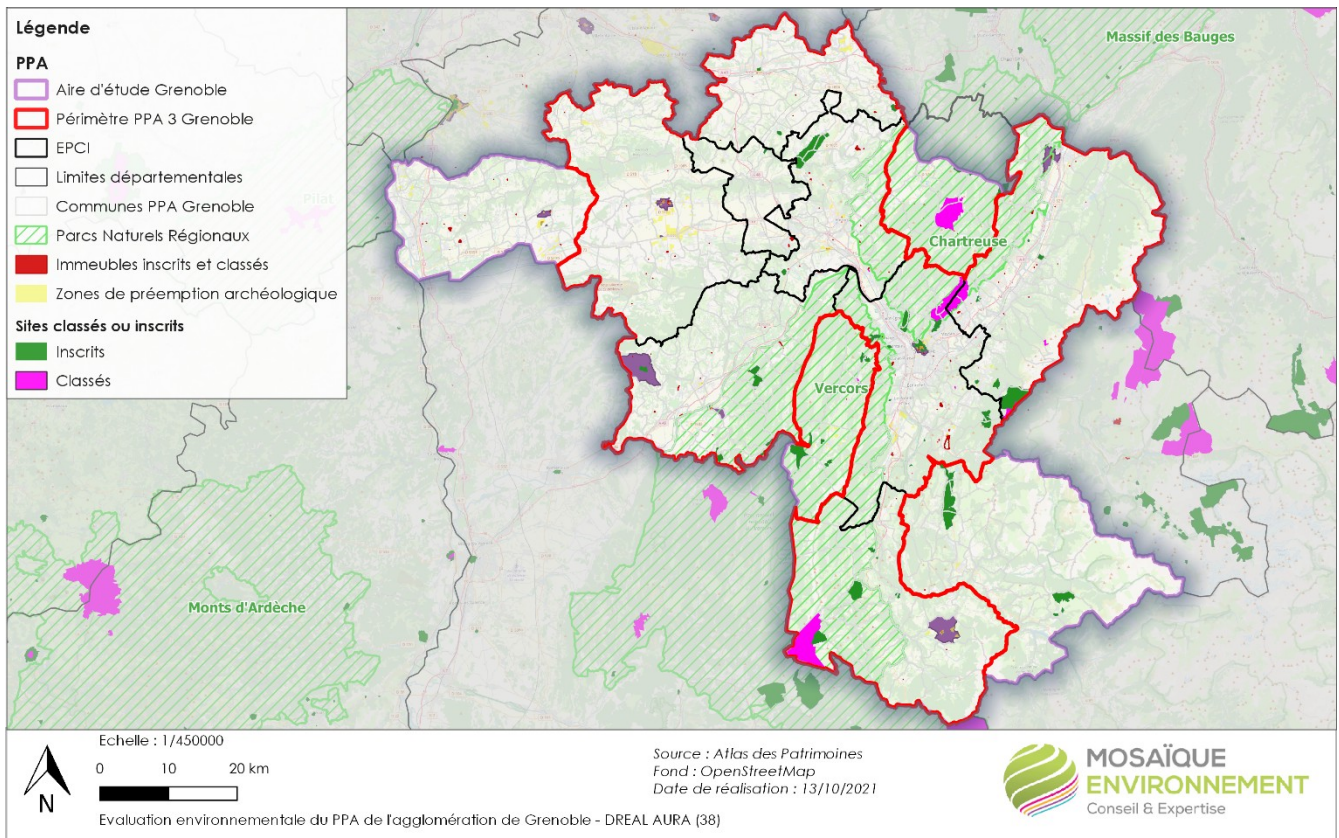 Légende
PPA
Aire d'étude Grenoble
Périmètre PPA 3 Grenoble
EPCI
Limites départementales
Communes PPA Grenoble
Parcs Naturels Régionaux
Immeubles inscrits et classés
Zones de préemption archéologique
Sites classés ou inscrits
Inscrits
Classés
Massif des Bauges
Pilat
Chartreuse
Vercors
Monts d'Ardèche
N
Echelle : 1/450000
0 10 20 km
Evaluation environnementale du PPA de l'agglomération de Grenoble - DREAL AURA (38)
Source : Atlas des Patrimoines
Fond : OpenStreetMap
Date de réalisation : 13/10/2021
MOSAÏQUE
ENVIRONNEMENT
Conseil & Expertise